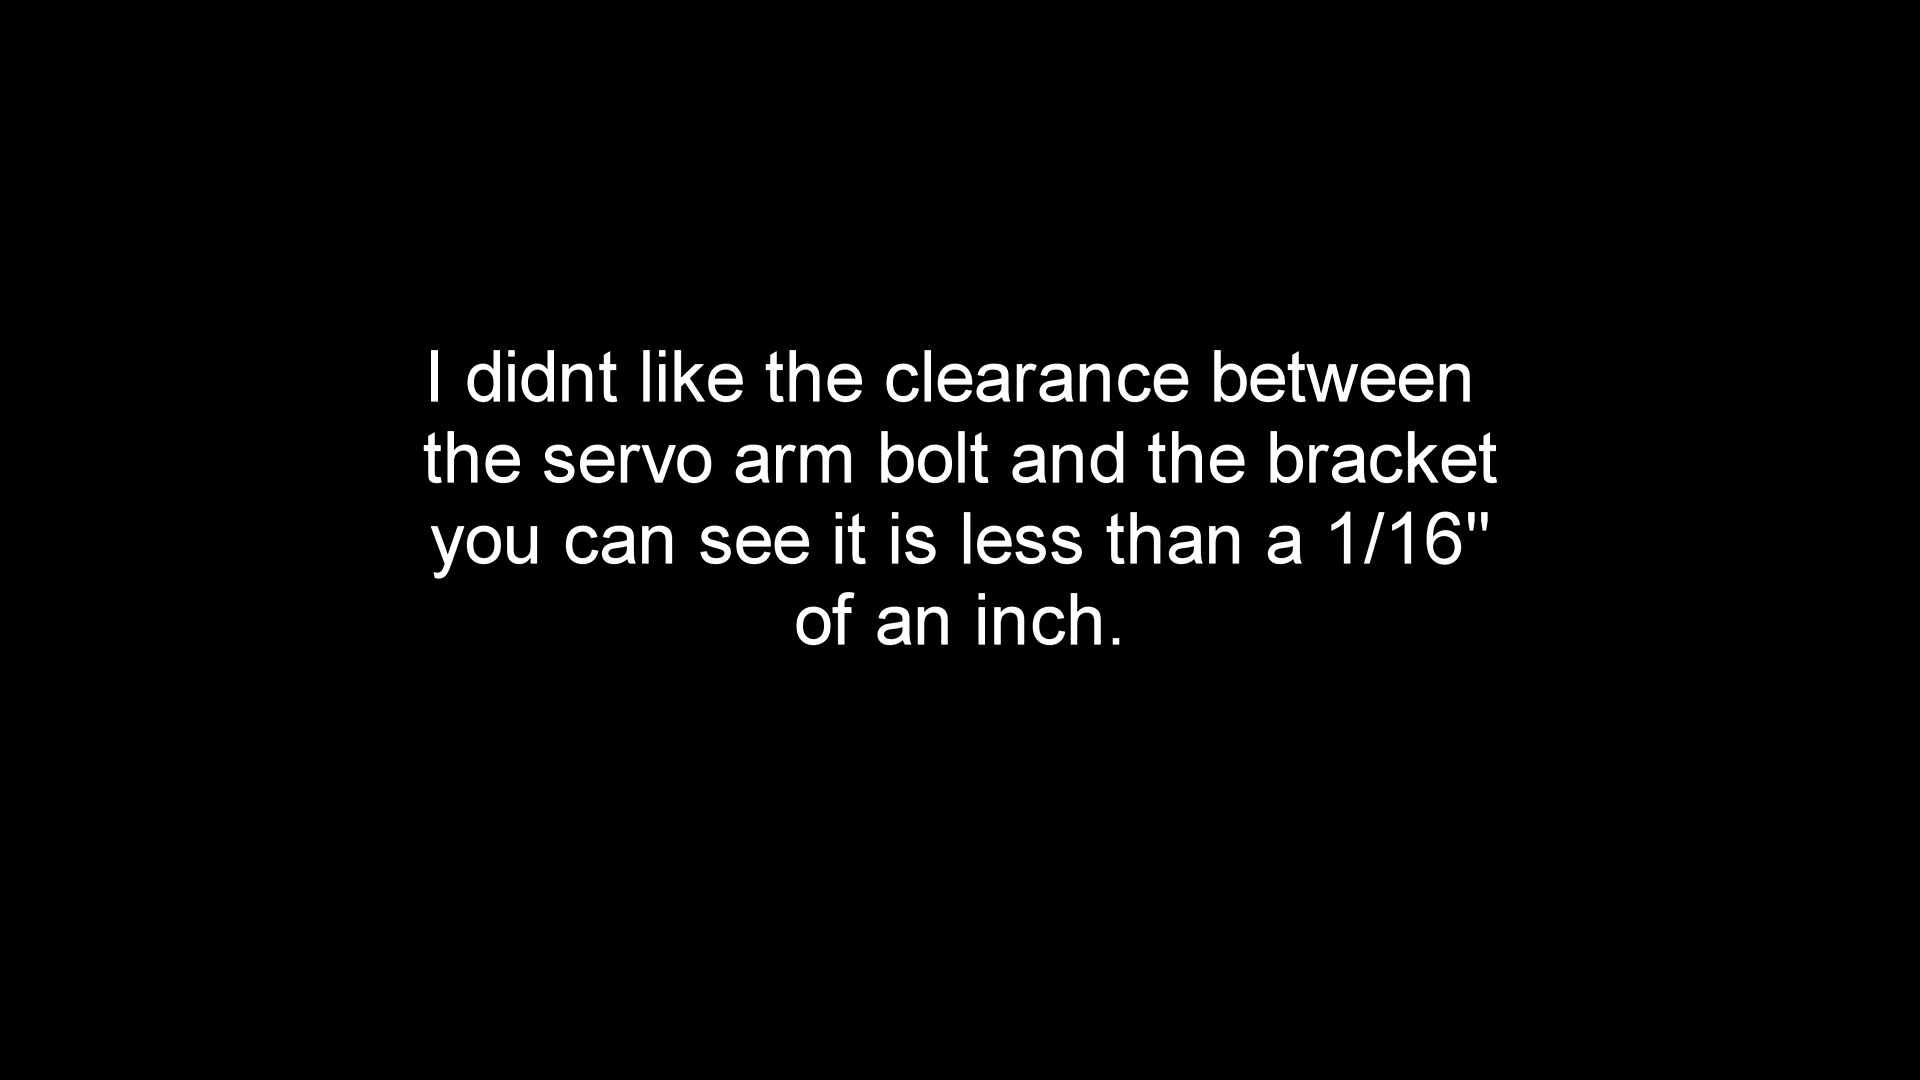 I didnt like the clearance between
the servo arm bolt and the bracket
you can see it is less than a 1/16"
of an inch.